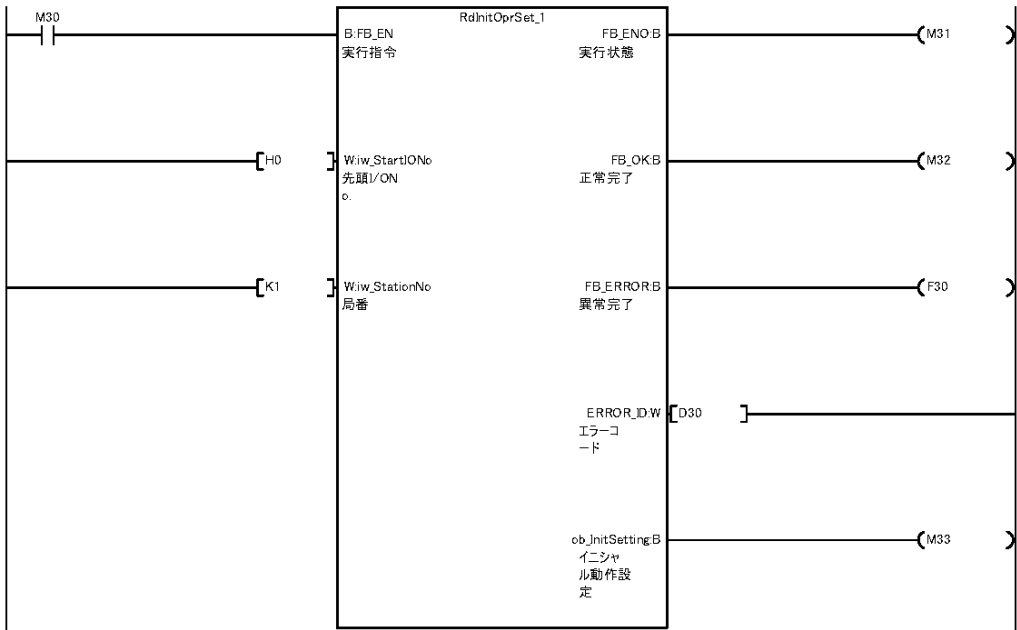 M30
RdInitOprSet_1
B:FB_EN
実行指令
FB_ENO:B
実行状態
M31
H0
W:iw_StartIONo
先頭I/ON
o.
FB_OK:B
正常完了
M32
K1
W:iw_StationNo
局番
FB_ERROR:B
異常完了
F30
ERROR_ID:W
エラーコ
ード
D30
ob_InitSetting:B
イニシャ
ル動作設
定
M33